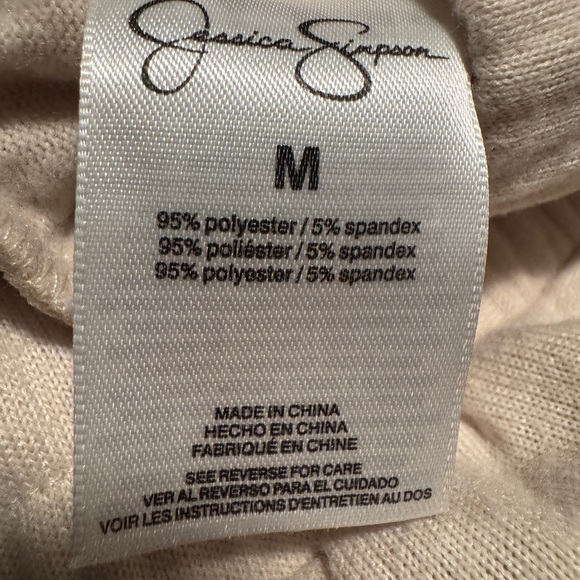 Jessica Simpson
M
95% polyester / 5% spandex
95% poliéster / 5% spandex
95% polyester / 5% spandex
MADE IN CHINA
HECHO EN CHINA
FABRIQUÉ EN CHINE
SEE REVERSE FOR CARE
VER AL REVERSO PARA EL CUIDADO
VOIR LES INSTRUCTIONS D'ENTRETIEN AU DOS